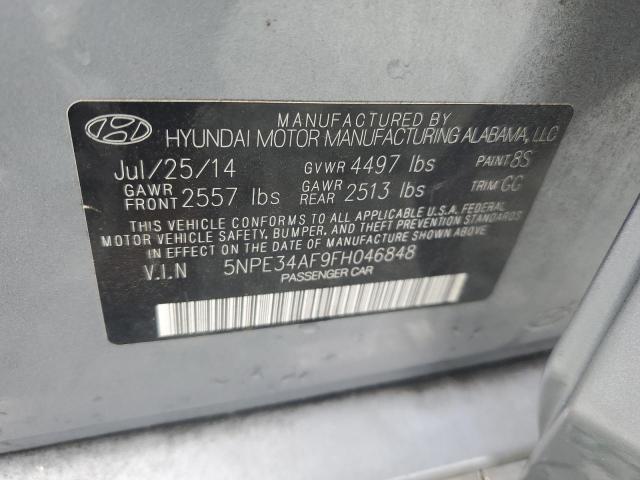 MANUFACTURED BY
HYUNDAI MOTOR MANUFACTURING ALABAMA, LLC
Jul/25/14 GVWR 4497 lbs PAINT 8S
GAWR FRONT 2557 lbs GAWR REAR 2513 lbs TRIM GG
THIS VEHICLE CONFORMS TO ALL APPLICABLE U.S.A. FEDERAL
MOTOR VEHICLE SAFETY, BUMPER, AND THEFT PREVENTION
STANDARDS IN EFFECT ON THE DATE OF MANUFACTURE SHOWN ABOVE.
V.I.N 5NPE34AF9FH046848
PASSENGER CAR